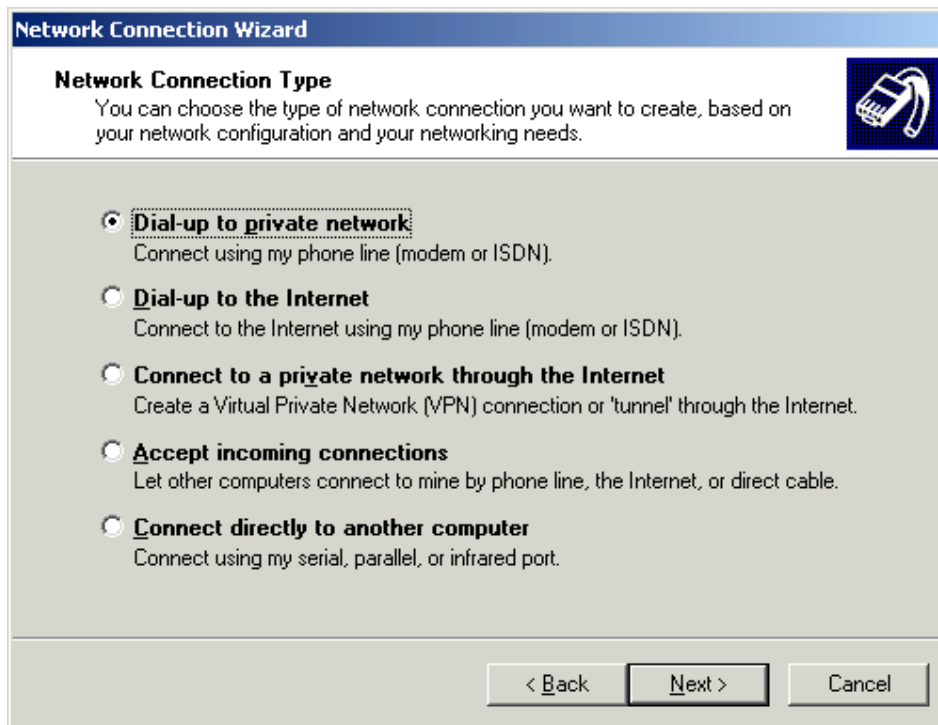 Network Connection Wizard
Network Connection Type
You can choose the type of network connection you want to create, based on
your network configuration and your networking needs.
Dial-up to private network
Connect using my phone line (modem or ISDN).
Dial-up to the Internet
Connect to the Internet using my phone line (modem or ISDN).
Connect to a private network through the Internet
Create a Virtual Private Network (VPN) connection or 'tunnel' through the Internet.
Accept incoming connections
Let other computers connect to mine by phone line, the Internet, or direct cable.
Connect directly to another computer
Connect using my serial, parallel, or infrared port.
< Back Next > Cancel